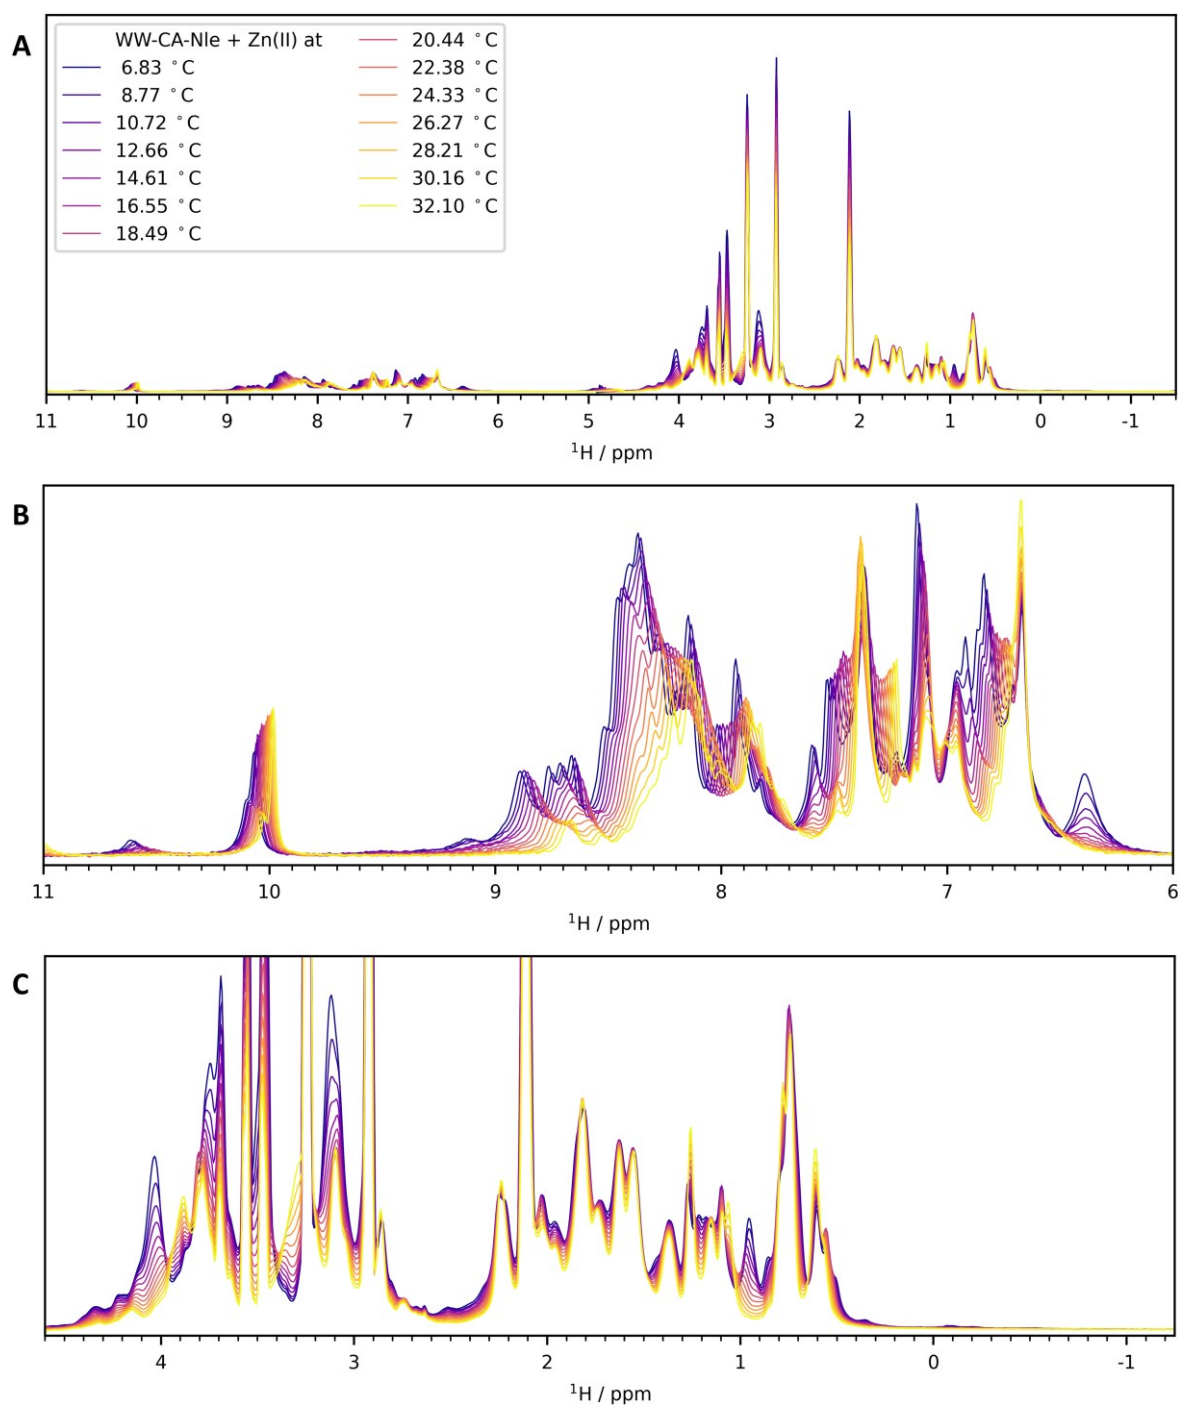 A
WW-CA-Nle + Zn(II) at
6.83 °C
8.77 °C
10.72 °C
12.66 °C
14.61 °C
16.55 °C
18.49 °C
20.44 °C
22.38 °C
24.33 °C
26.27 °C
28.21 °C
30.16 °C
32.10 °C
11 10 9 8 7 6 5 4 3 2 1 0 -1
¹H / ppm
B
11 10 9 8 7 6
¹H / ppm
C
4 3 2 1 0 -1
¹H / ppm